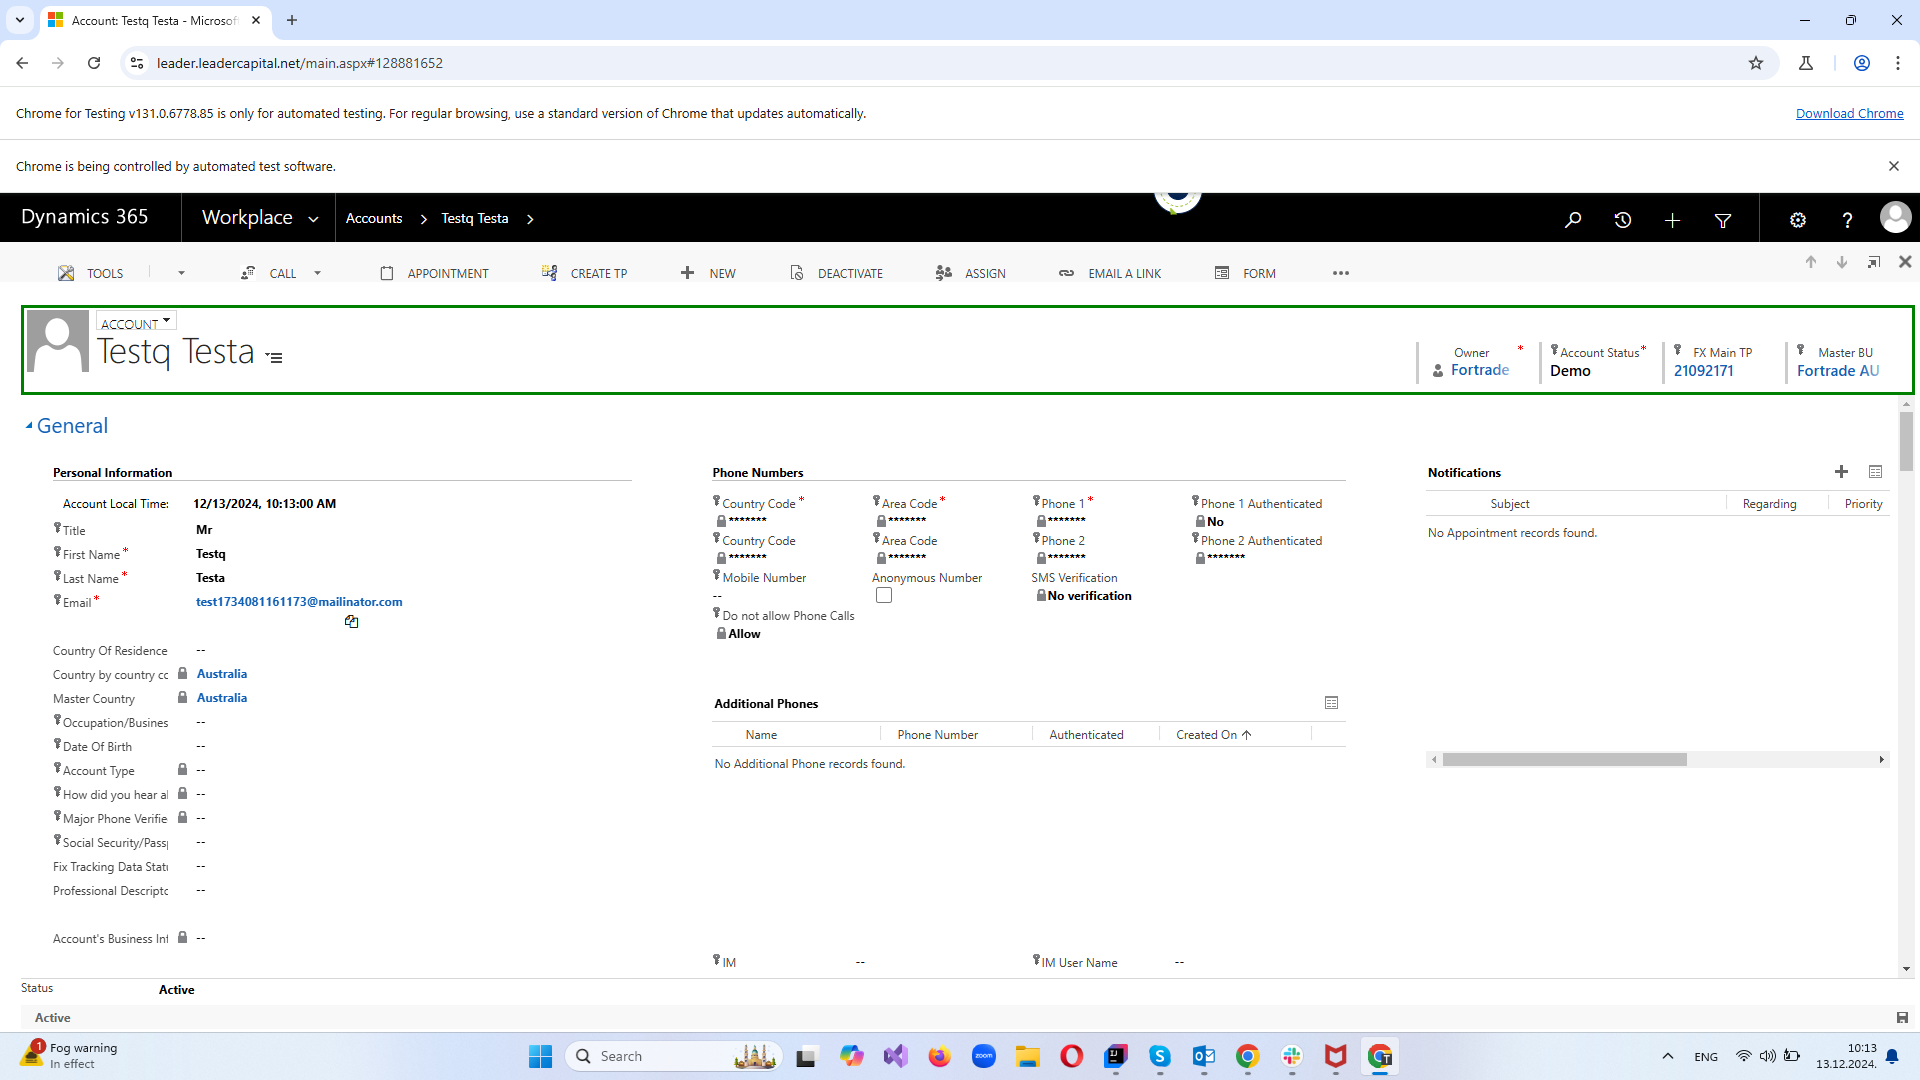 Account: Testq Testa - Microsof
leader.leadercapital.net/main.aspx#128881652
Chrome for Testing v131.0.6778.85 is only for automated testing. For regular browsing, use a standard version of Chrome that updates automatically.
Download Chrome
Chrome is being controlled by automated test software.
Dynamics 365
Workplace
Accounts
Testq Testa
TOOLS
CALL
APPOINTMENT
CREATE TP
NEW
DEACTIVATE
ASSIGN
EMAIL A LINK
FORM
ACCOUNT
Testq Testa
Owner *
Fortrade
Account Status *
Demo
FX Main TP
21092171
Master BU
Fortrade AU
General
Personal Information
Account Local Time: 12/13/2024, 10:13:00 AM
Title Mr
First Name * Testq
Last Name * Testa
Email * test1734081161173@mailinator.com
Country Of Residence --
Country by country cc Australia
Master Country Australia
Occupation/Busines --
Date Of Birth --
Account Type --
How did you hear al --
Major Phone Verifie --
Social Security/Pass --
Fix Tracking Data Stat --
Professional Descripto --
Account's Business Int --
Phone Numbers
Country Code * Area Code * Phone 1 * Phone 1 Authenticated
******* ******* ******* No
Country Code Area Code Phone 2 Phone 2 Authenticated
******* ******* ******* *******
Mobile Number Anonymous Number SMS Verification
-- No verification
Do not allow Phone Calls
Allow
Additional Phones
Name Phone Number Authenticated Created On
No Additional Phone records found.
IM -- IM User Name --
Notifications
Subject Regarding Priority
No Appointment records found.
Status Active
Active
1
Fog warning
In effect
Search
zoom
ENG
10:13
13.12.2024.